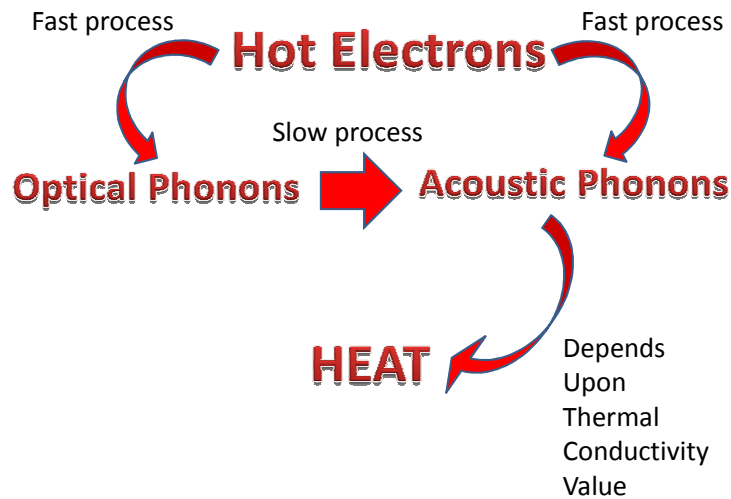 Fast process
Hot Electrons
Fast process
Slow process
Optical Phonons
Acoustic Phonons
HEAT
Depends
Upon
Thermal
Conductivity
Value